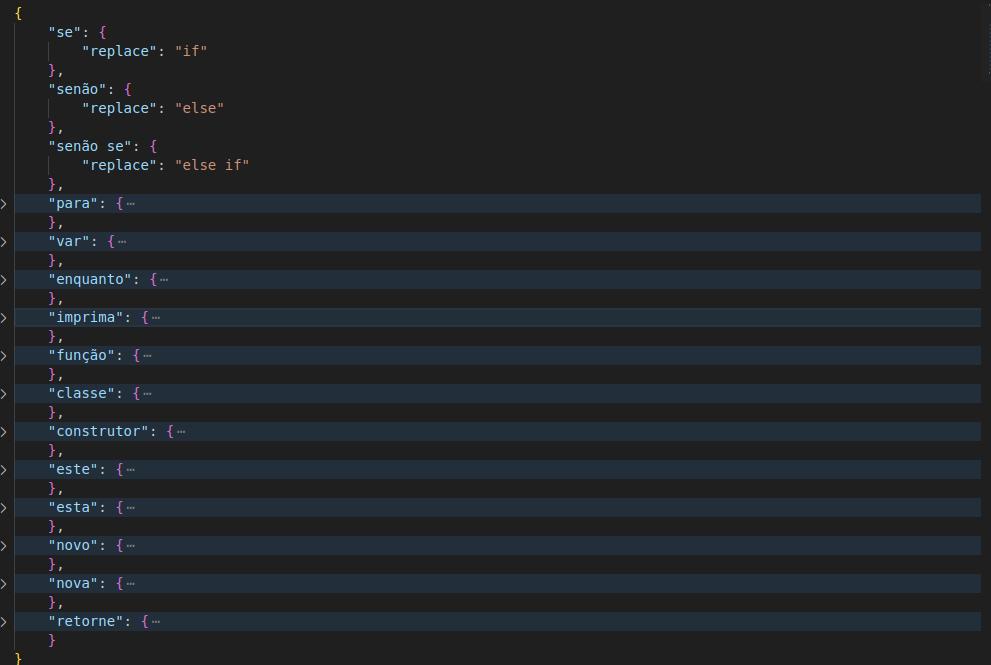 {
"se": {
"replace": "if"
},
"senão": {
"replace": "else"
},
"senão se": {
"replace": "else if"
},
"para": {⋯
},
"var": {⋯
},
"enquanto": {⋯
},
"imprima": {⋯
},
"função": {⋯
},
"classe": {⋯
},
"construtor": {⋯
},
"este": {⋯
},
"esta": {⋯
},
"novo": {⋯
},
"nova": {⋯
},
"retorne": {⋯
}
}